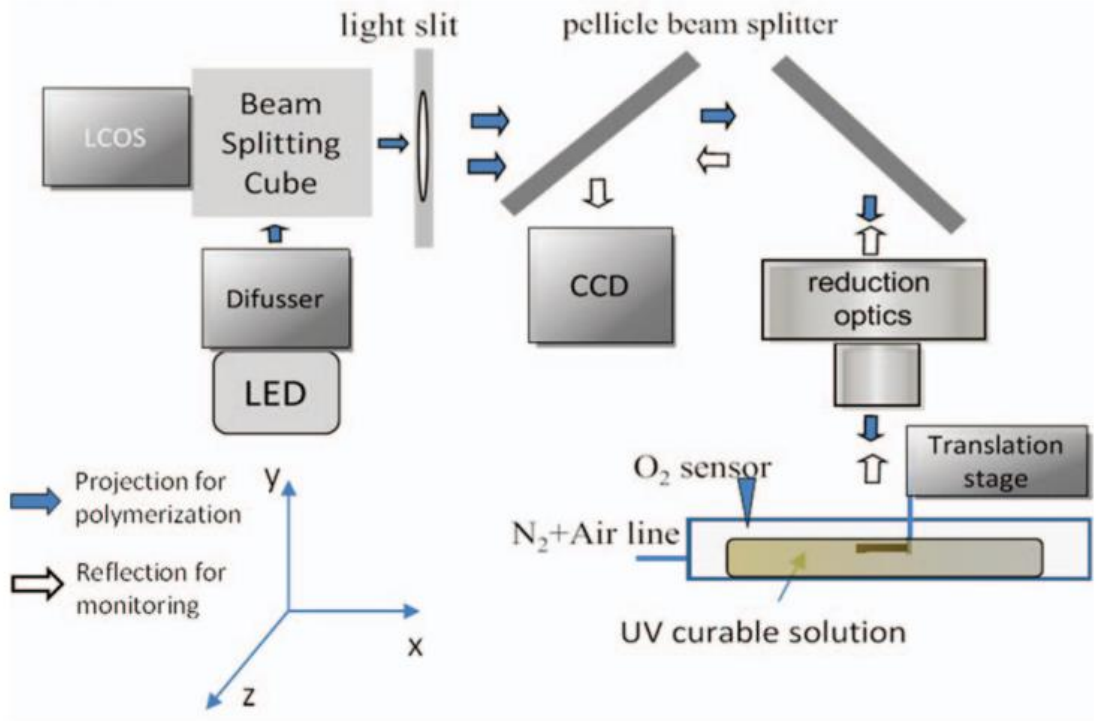 light slit
pellicle beam splitter
LCOS
Beam
Splitting
Cube
Difusser
LED
CCD
reduction
optics
Translation
stage
O₂ sensor
N₂+Air line
UV curable solution
Projection for
polymerization
Reflection for
monitoring
y
x
z